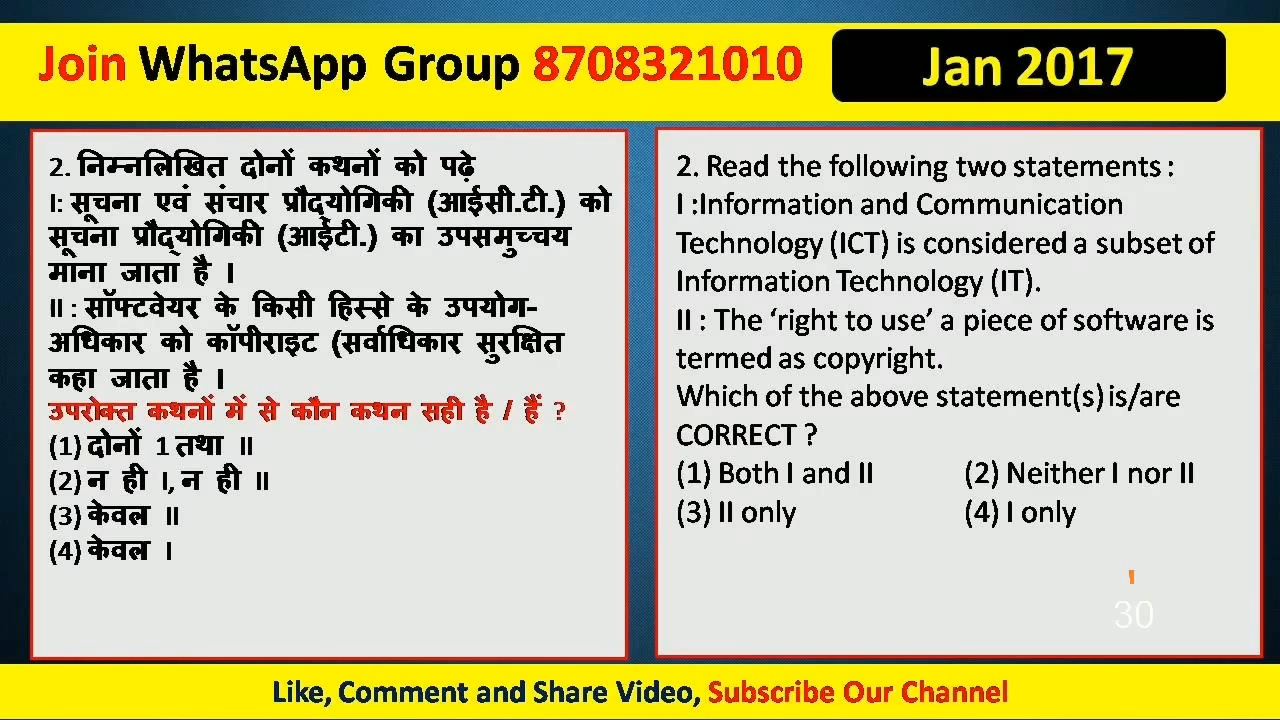 Join WhatsApp Group 8708321010
Jan 2017
2. निम्नलिखित दोनों कथनों को पढ़े
I: सूचना एवं संचार प्रौद्योगिकी (आईसी.टी.) को
सूचना प्रौद्योगिकी (आईटी.) का उपसमुच्चय
माना जाता है ।
II : सॉफ्टवेयर के किसी हिस्से के उपयोग-
अधिकार को कॉपीराइट (सर्वाधिकार सुरक्षित
कहा जाता है ।
उपरोक्त कथनों में से कौन कथन सही है / हैं ?
(1) दोनों 1 तथा II
(2) न ही I, न ही II
(3) केवल II
(4) केवल I
2. Read the following two statements :
I :Information and Communication
Technology (ICT) is considered a subset of
Information Technology (IT).
II : The ‘right to use’ a piece of software is
termed as copyright.
Which of the above statement(s) is/are
CORRECT ?
(1) Both I and II (2) Neither I nor II
(3) II only (4) I only
30
Like, Comment and Share Video, Subscribe Our Channel